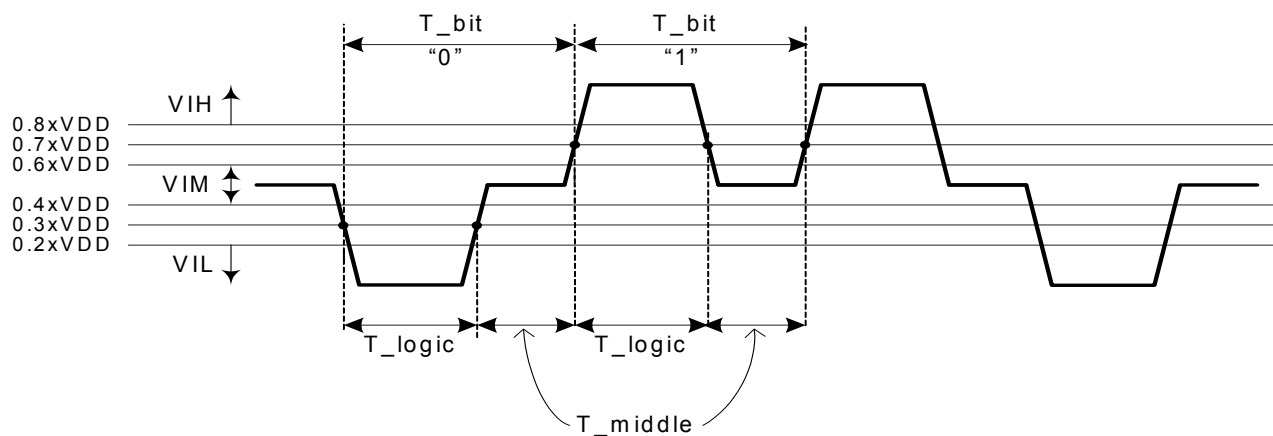 T_bit
“0”
T_bit
“1”
VIH
0.8xVDD
0.7xVDD
0.6xVDD
VIM
0.4xVDD
0.3xVDD
0.2xVDD
VIL
T_logic
T_logic
T_middle